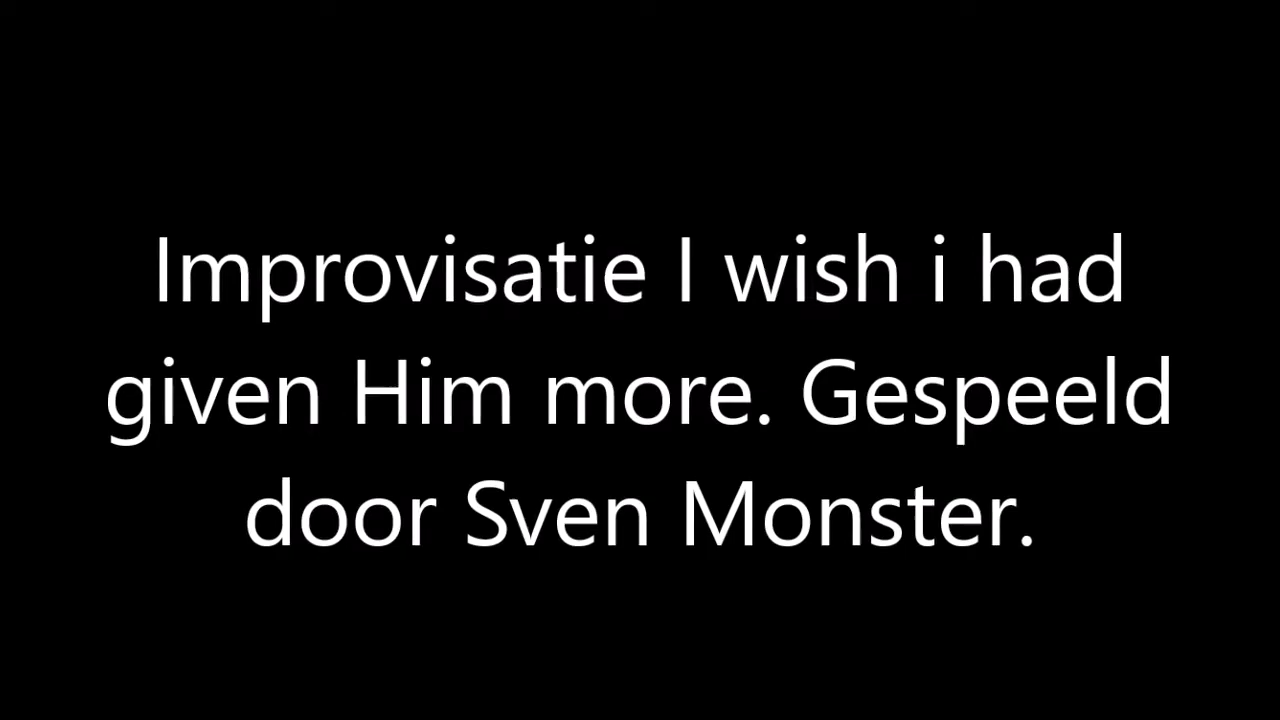 Improvisatie I wish i had
given Him more. Gespeeld
door Sven Monster.